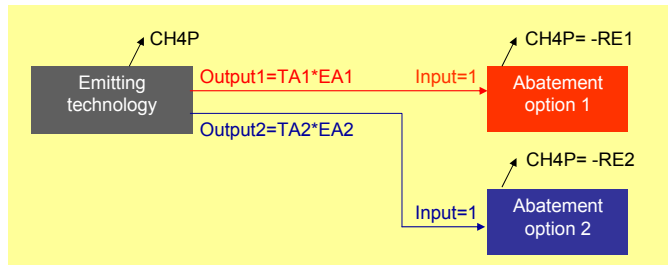 CH4P
CH4P= -RE1
Emitting
technology
Output1=TA1*EA1
Input=1
Abatement
option 1
Output2=TA2*EA2
CH4P= -RE2
Input=1
Abatement
option 2